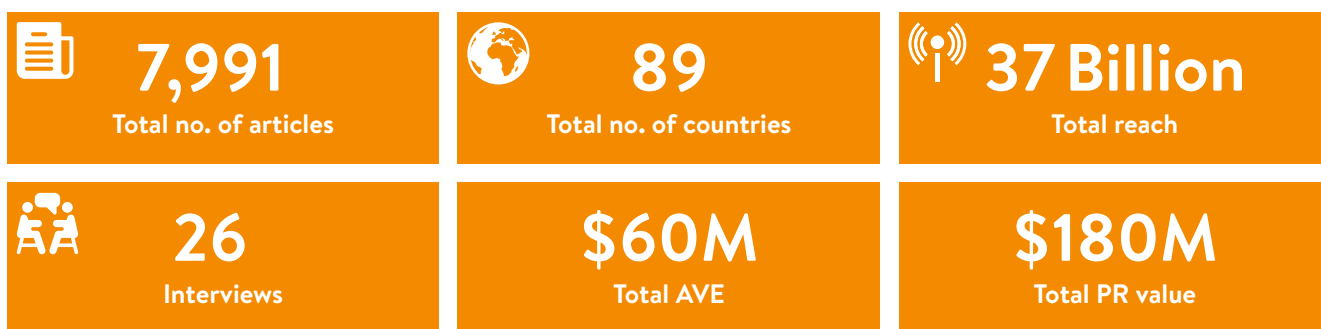 7,991
Total no. of articles
89
Total no. of countries
37 Billion
Total reach
26
Interviews
$60M
Total AVE
$180M
Total PR value